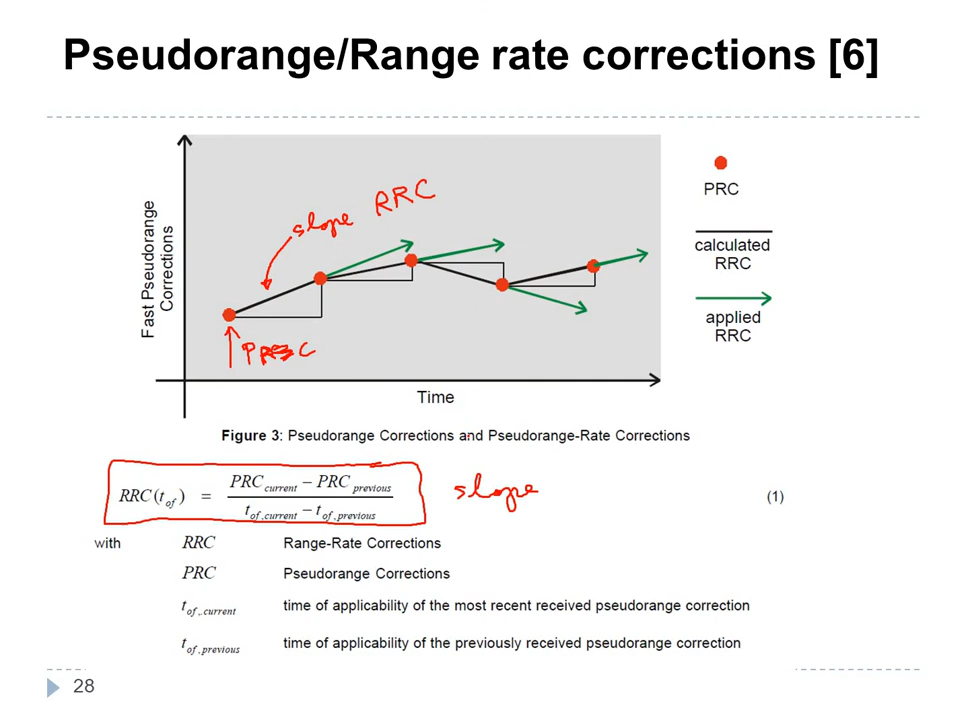 Pseudorange/Range rate corrections [6]
Fast Pseudorange
Corrections
slope RRC
PRC
PRC
calculated
RRC
applied
RRC
Time
Figure 3: Pseudorange Corrections and Pseudorange-Rate Corrections
RRC(t_of) = (PRC_current − PRC_previous) / (t_of,current − t_of,previous) slope (1)
with RRC Range-Rate Corrections
PRC Pseudorange Corrections
t_of,.current time of applicability of the most recent received pseudorange correction
t_of,previous time of applicability of the previously received pseudorange correction
28